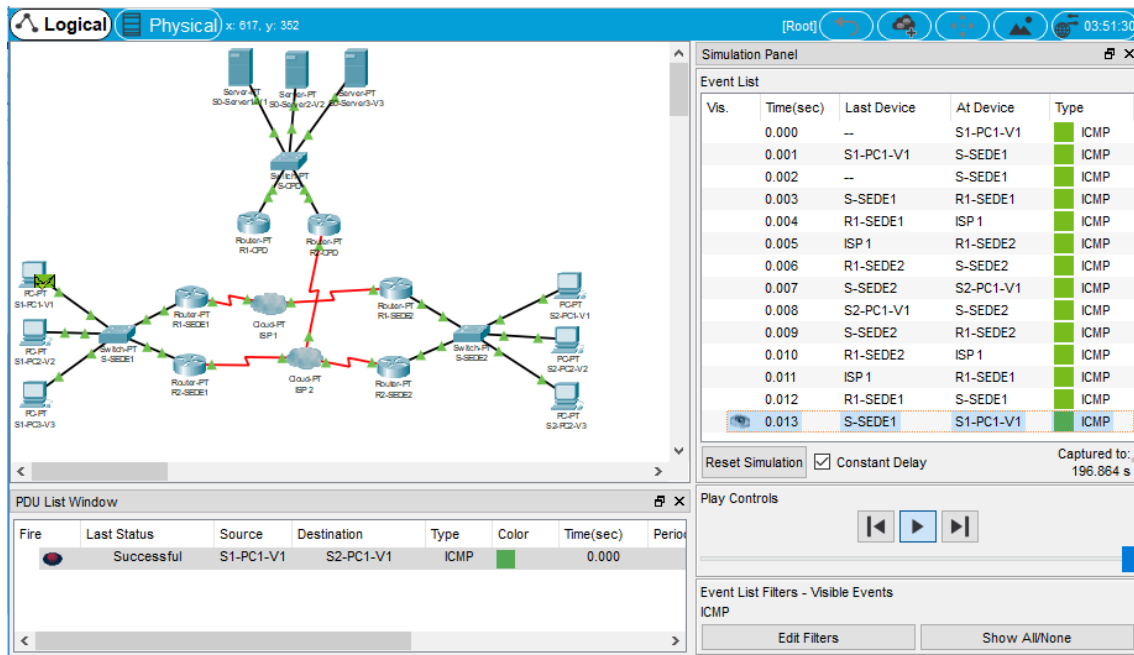 Logical Physical x: 617, y: 352 [Root] 03:51:30
Server-PT
S0-Server1-V1
Server-PT
S0-Server2-V2
Server-PT
S0-Server3-V3
Switch-PT
S-CPD
Router-PT
R1-CPD
Router-PT
R2-CPD
PC-PT
S1-PC1-V1
PC-PT
S1-PC2-V2
PC-PT
S1-PC3-V3
Switch-PT
S-SEDE1
Router-PT
R1-SEDE1
Router-PT
R2-SEDE1
Cloud-PT
ISP 1
Cloud-PT
ISP 2
Router-PT
R1-SEDE2
Router-PT
R2-SEDE2
Switch-PT
S-SEDE2
PC-PT
S2-PC1-V1
PC-PT
S2-PC2-V2
PC-PT
S2-PC2-V3
Simulation Panel
Event List
Vis. Time(sec) Last Device At Device Type
0.000 -- S1-PC1-V1 ICMP
0.001 S1-PC1-V1 S-SEDE1 ICMP
0.002 -- S-SEDE1 ICMP
0.003 S-SEDE1 R1-SEDE1 ICMP
0.004 R1-SEDE1 ISP 1 ICMP
0.005 ISP 1 R1-SEDE2 ICMP
0.006 R1-SEDE2 S-SEDE2 ICMP
0.007 S-SEDE2 S2-PC1-V1 ICMP
0.008 S2-PC1-V1 S-SEDE2 ICMP
0.009 S-SEDE2 R1-SEDE2 ICMP
0.010 R1-SEDE2 ISP 1 ICMP
0.011 ISP 1 R1-SEDE1 ICMP
0.012 R1-SEDE1 S-SEDE1 ICMP
0.013 S-SEDE1 S1-PC1-V1 ICMP
Reset Simulation Constant Delay Captured to:
196.864 s
Play Controls
Event List Filters - Visible Events
ICMP
Edit Filters Show All/None
PDU List Window
Fire Last Status Source Destination Type Color Time(sec) Period
Successful S1-PC1-V1 S2-PC1-V1 ICMP 0.000